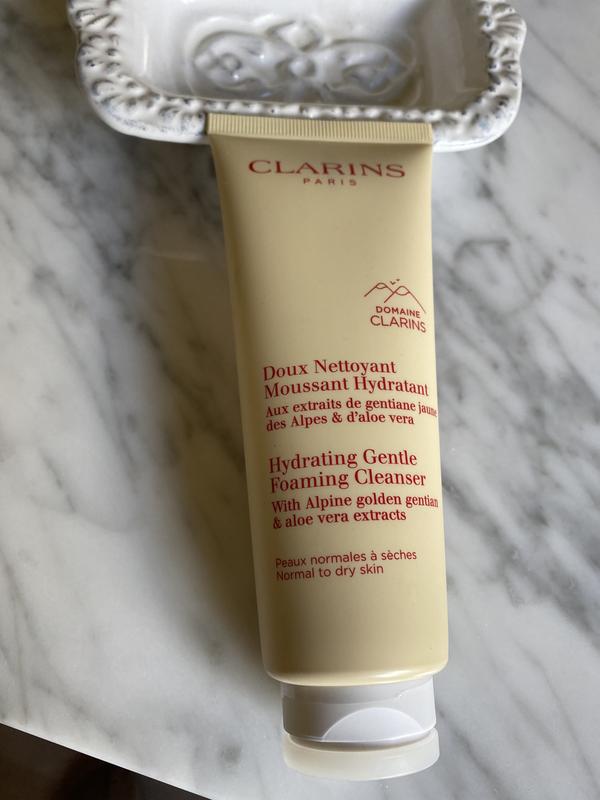 CLARINS
PARIS
DOMAINE
CLARINS
Doux Nettoyant
Moussant Hydratant
Aux extraits de gentiane jaune
des Alpes & d'aloe vera
Hydrating Gentle
Foaming Cleanser
With Alpine golden gentian
& aloe vera extracts
Peaux normales à sèches
Normal to dry skin